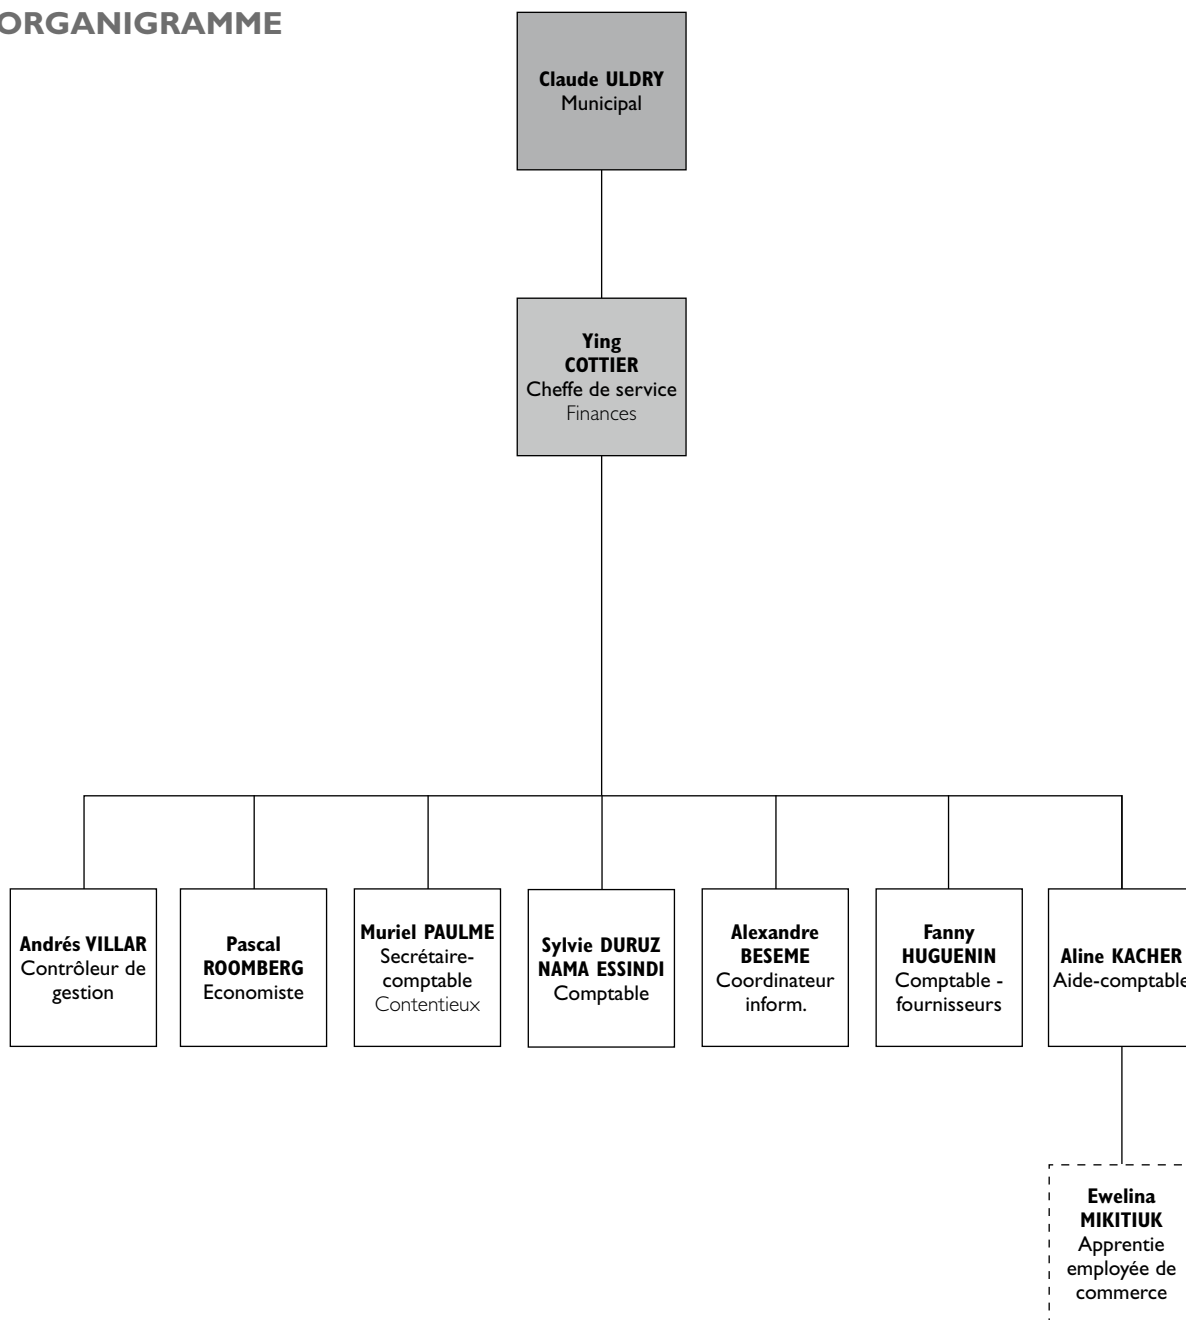 ORGANIGRAMME
Claude ULDRY
Municipal
Ying
COTTIER
Cheffe de service
Finances
Andrés VILLAR
Contrôleur de
gestion
Pascal
ROOMBERG
Economiste
Muriel PAULME
Secrétaire-
comptable
Contentieux
Sylvie DURUZ
NAMA ESSINDI
Comptable
Alexandre
BESEME
Coordinateur
inform.
Fanny
HUGUENIN
Comptable -
fournisseurs
Aline KACHER
Aide-comptable
Ewelina
MIKITIUK
Apprentie
employée de
commerce